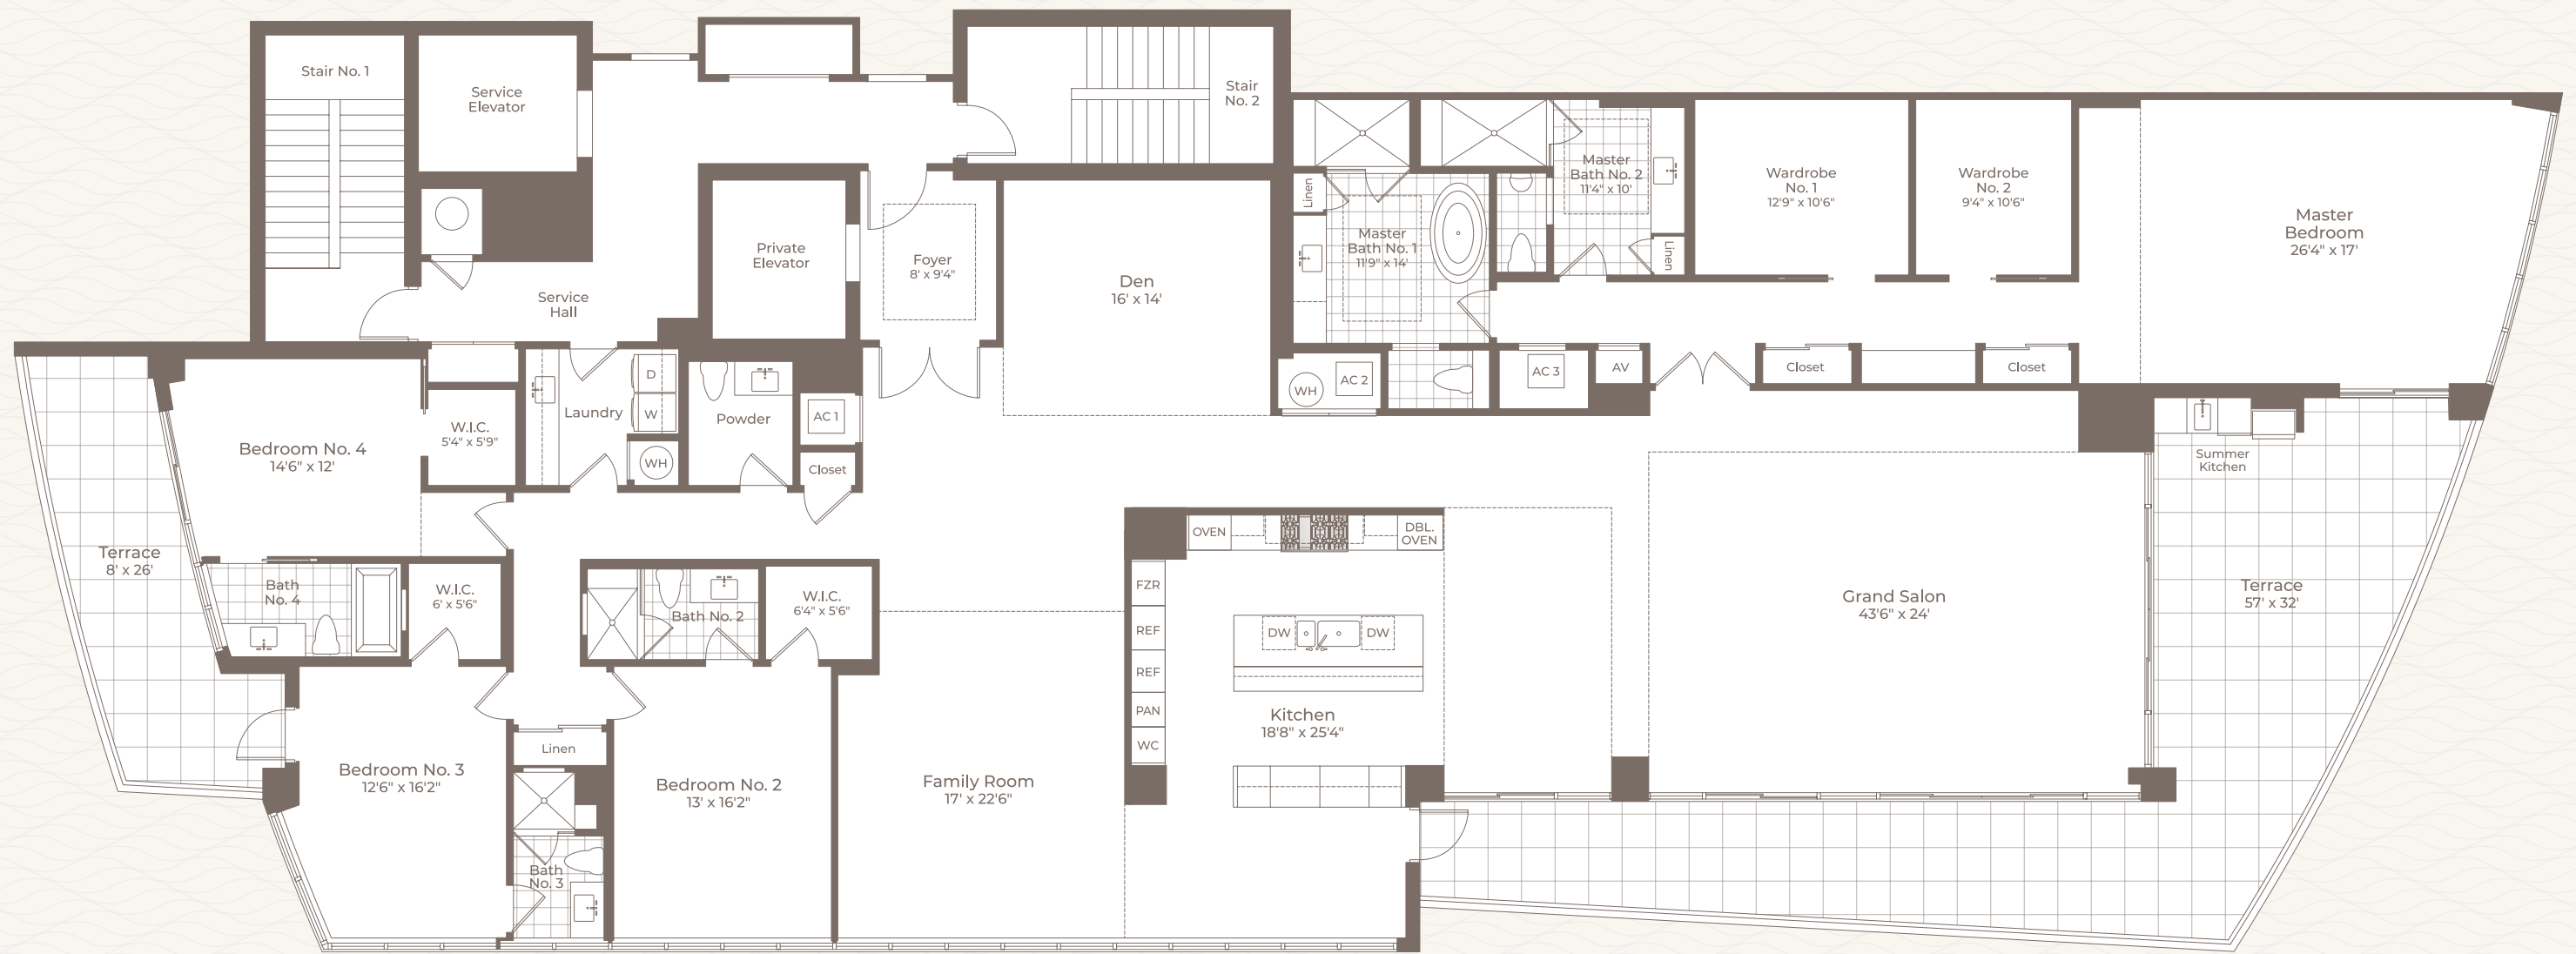 Stair No. 1
Service
Elevator
Stair
No. 2
Service
Hall
Private
Elevator
Foyer
8' x 9'4"
Den
16' x 14'
Linen
Master
Bath No. 1
11'9" x 14'
Master
Bath No. 2
11'4" x 10'
Linen
Wardrobe
No. 1
12'9" x 10'6"
Wardrobe
No. 2
9'4" x 10'6"
Master
Bedroom
26'4" x 17'
WH
AC 2
AC 3
AV
Closet
Closet
Bedroom No. 4
14'6" x 12'
W.I.C.
5'4" x 5'9"
Laundry
D
W
WH
Powder
AC 1
Closet
Summer
Kitchen
Terrace
8' x 26'
Bath
No. 4
W.I.C.
6' x 5'6"
Bath No. 2
W.I.C.
6'4" x 5'6"
OVEN
DBL.
OVEN
FZR
REF
REF
PAN
WC
DW
DW
Kitchen
18'8" x 25'4"
Grand Salon
43'6" x 24'
Terrace
57' x 32'
Bedroom No. 3
12'6" x 16'2"
Linen
Bath
No. 3
Bedroom No. 2
13' x 16'2"
Family Room
17' x 22'6"